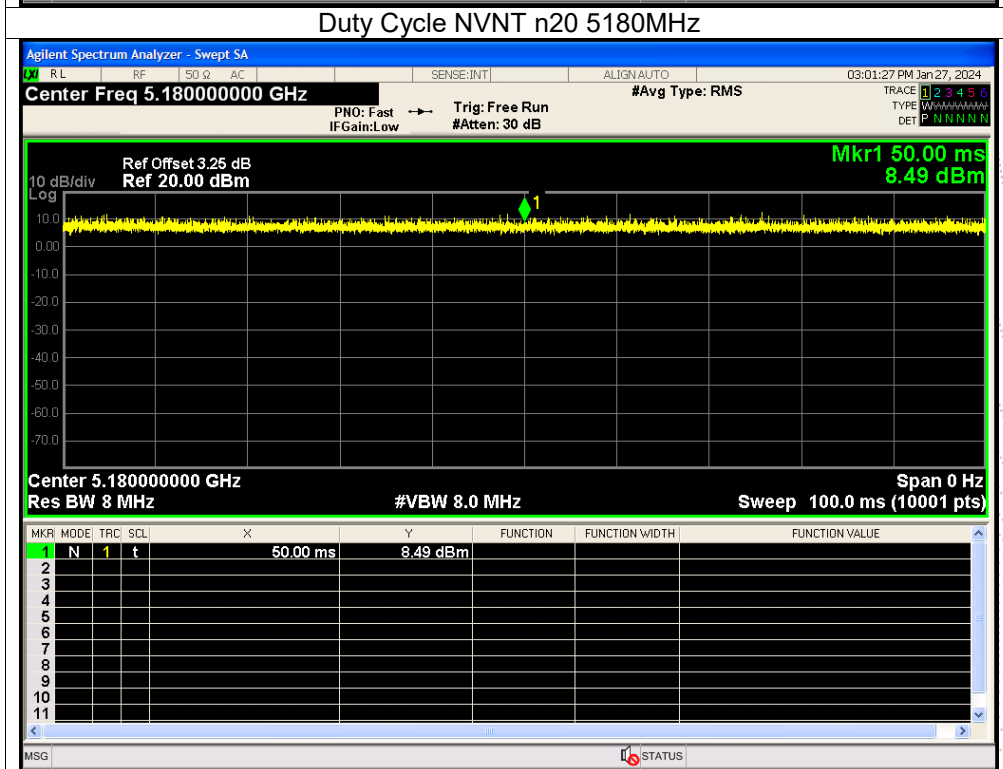 Duty Cycle NVNT n20 5180MHz
Agilent Spectrum Analyzer - Swept SA
LXI RL RF 50 Ω AC SENSE:INT ALIGN AUTO 03:01:27 PM Jan 27, 2024
Center Freq 5.180000000 GHz #Avg Type: RMS TRACE 1 2 3 4 5 6
PNO: Fast Trig: Free Run TYPE WWWWWW
IFGain:Low #Atten: 30 dB DET P N N N N N
Mkr1 50.00 ms
Ref Offset 3.25 dB
10 dB/div Ref 20.00 dBm 8.49 dBm
Log
1
10.0
0.00
-10.0
-20.0
-30.0
-40.0
-50.0
-60.0
-70.0
Center 5.180000000 GHz Span 0 Hz
Res BW 8 MHz #VBW 8.0 MHz Sweep 100.0 ms (10001 pts)
MKR MODE TRC SCL X Y FUNCTION FUNCTION WIDTH FUNCTION VALUE
1 N 1 t 50.00 ms 8.49 dBm
2
3
4
5
6
7
8
9
10
11
MSG STATUS